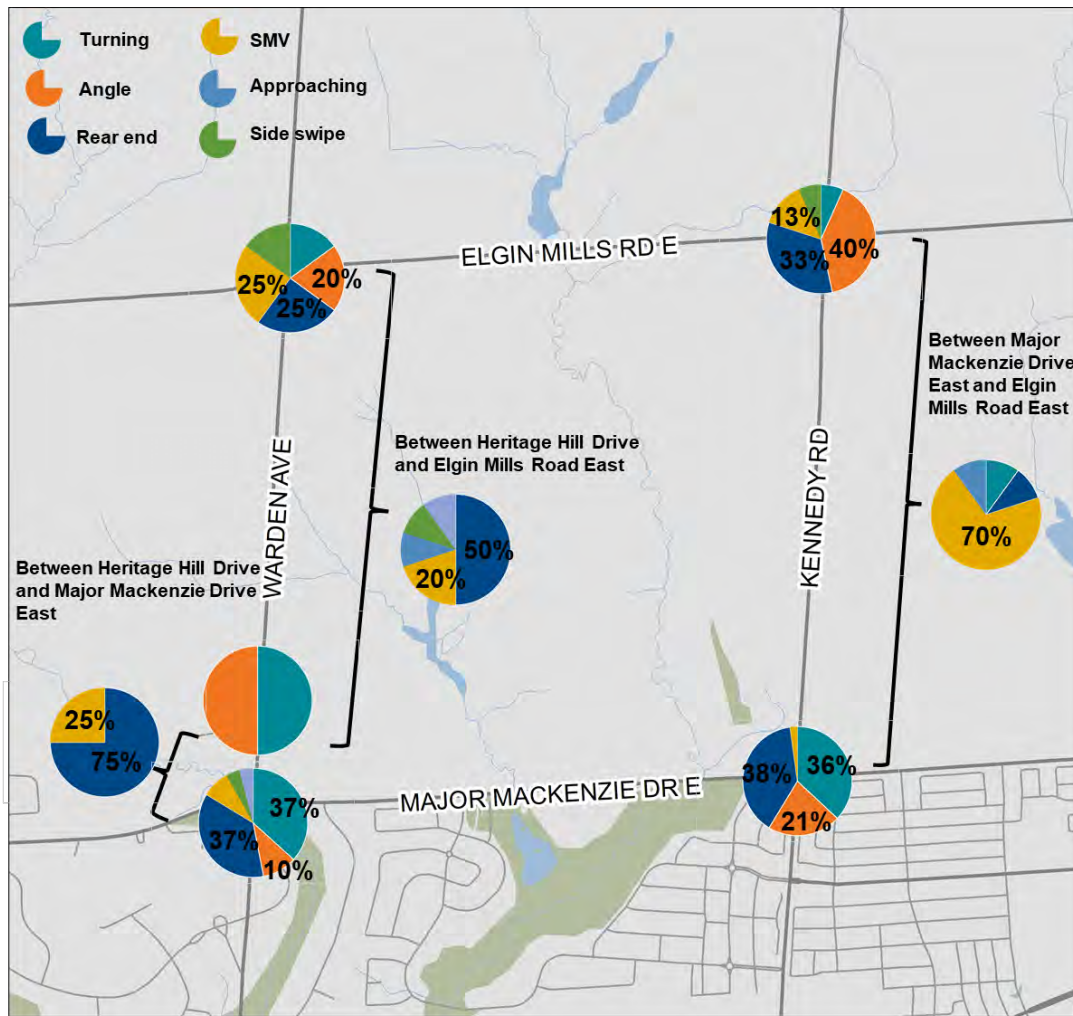 Turning
SMV
Angle
Approaching
Rear end
Side swipe
ELGIN MILLS RD E
13%
40%
33%
25%
20%
25%
Between Major
Mackenzie Drive
East and Elgin
Mills Road East
70%
WARDEN AVE
Between Heritage Hill Drive
and Elgin Mills Road East
50%
20%
KENNEDY RD
Between Heritage Hill Drive
and Major Mackenzie Drive
East
25%
75%
MAJOR MACKENZIE DR E
37%
37%
10%
38%
36%
21%